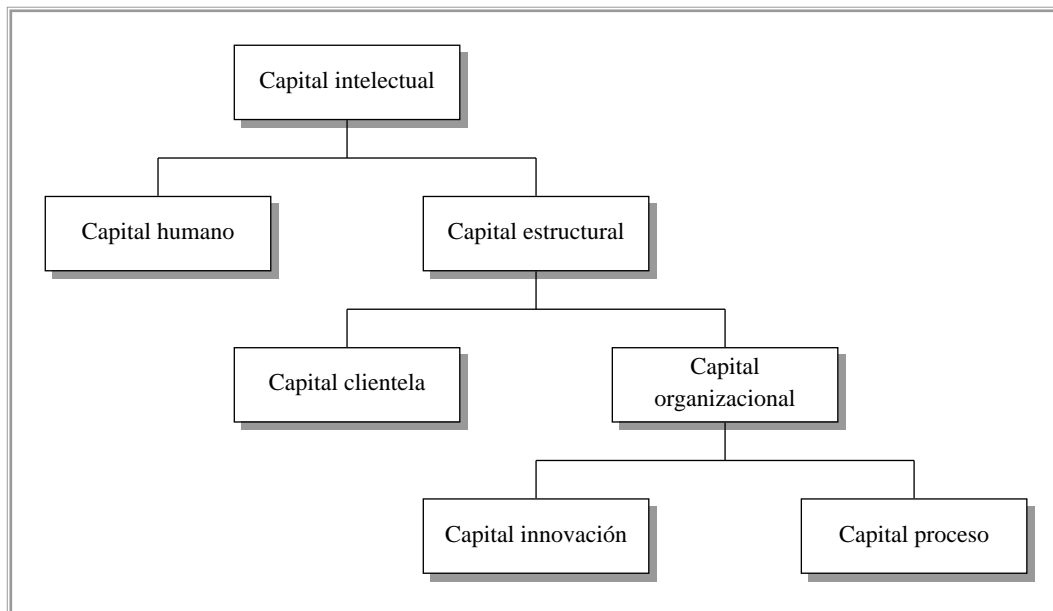 Capital intelectual
Capital humano
Capital estructural
Capital clientela
Capital
organizacional
Capital innovación
Capital proceso